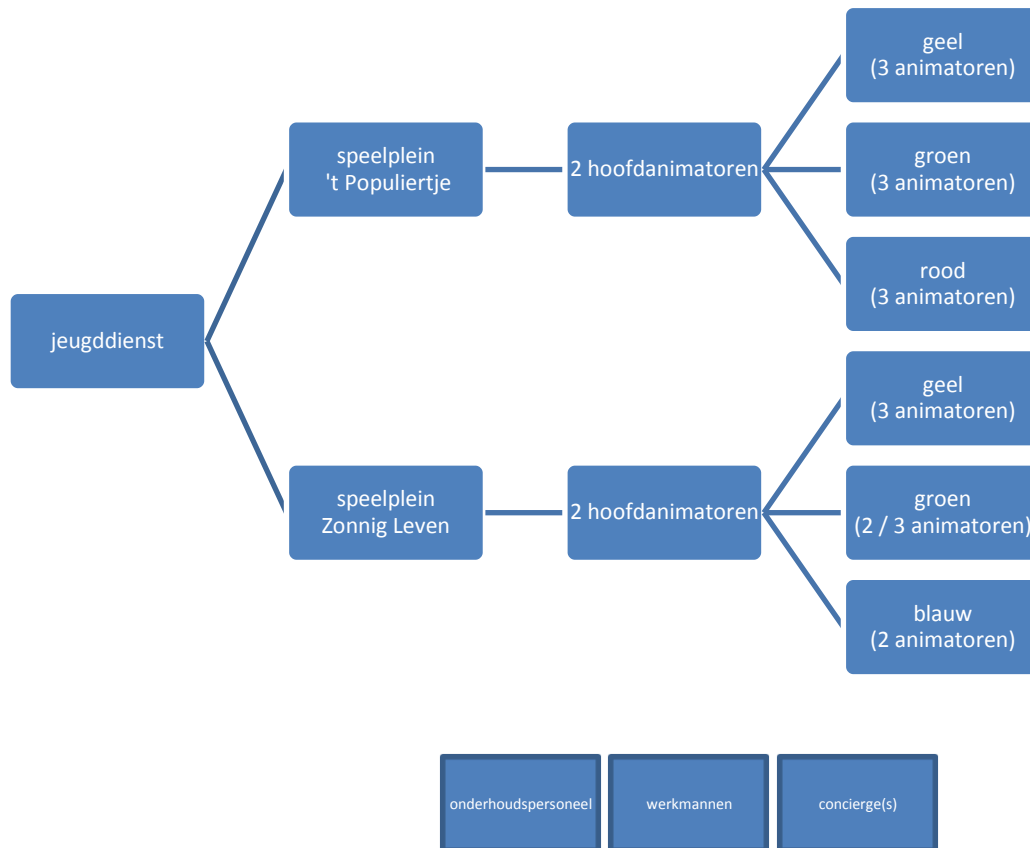 jeugddienst
speelplein
't Populiertje
2 hoofdanimatoren
geel
(3 animatoren)
groen
(3 animatoren)
rood
(3 animatoren)
speelplein
Zonnig Leven
2 hoofdanimatoren
geel
(3 animatoren)
groen
(2 / 3 animatoren)
blauw
(2 animatoren)
onderhoudspersoneel
werkmannen
concierge(s)